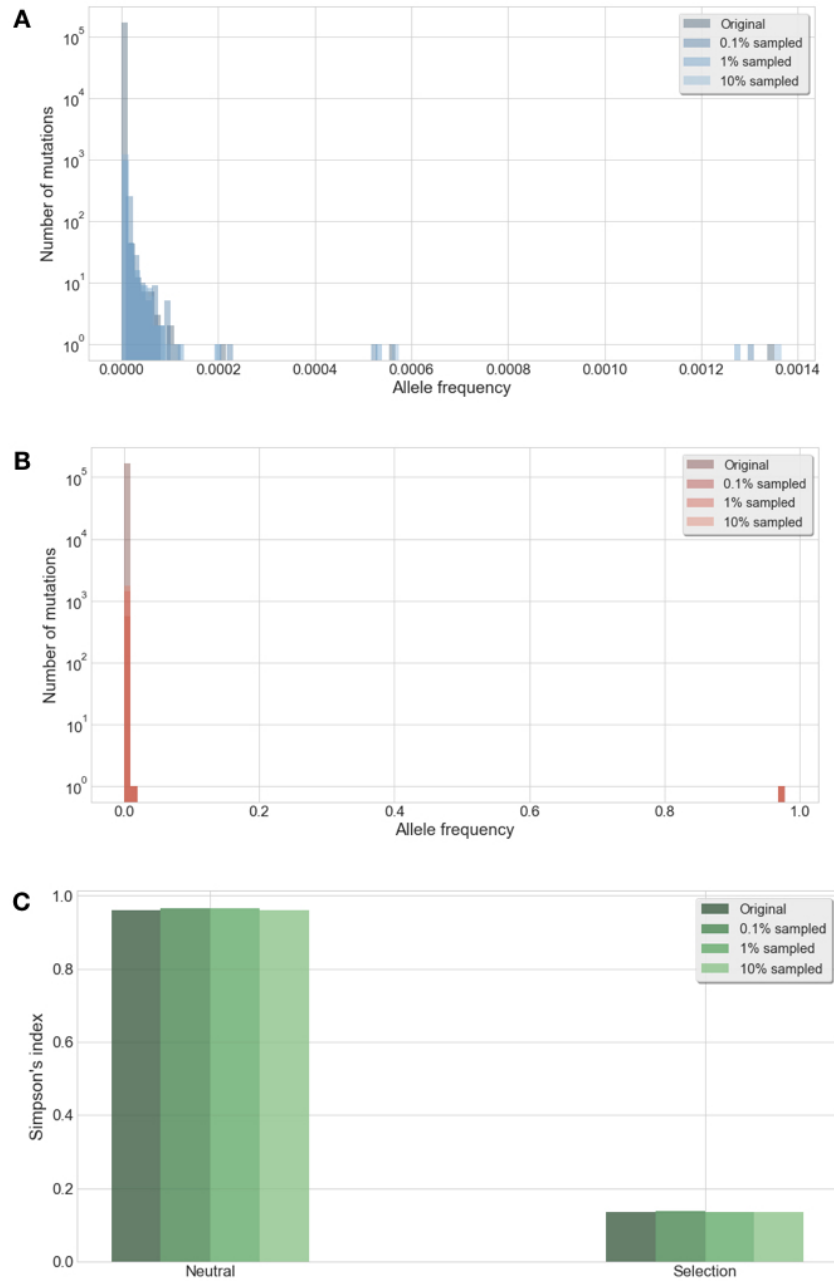 A
Original
0.1% sampled
1% sampled
10% sampled
Number of mutations
10^5
10^4
10^3
10^2
10^1
10^0
0.0000 0.0002 0.0004 0.0006 0.0008 0.0010 0.0012 0.0014
Allele frequency
B
Original
0.1% sampled
1% sampled
10% sampled
Number of mutations
10^5
10^4
10^3
10^2
10^1
10^0
0.0 0.2 0.4 0.6 0.8 1.0
Allele frequency
C
Original
0.1% sampled
1% sampled
10% sampled
Simpson's index
1.0
0.8
0.6
0.4
0.2
0.0
Neutral Selection